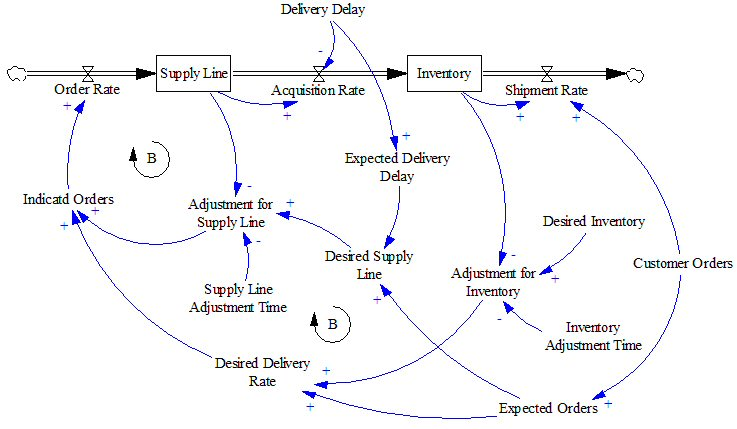 Delivery Delay
-
Supply Line
Inventory
Order Rate
Acquisition Rate
Shipment Rate
+
+
+
+
+
Expected Delivery
Delay
B
Indicatd Orders
+
+
-
Adjustment for
Supply Line
+
-
Desired Inventory
Desired Supply
Line
+
-
Adjustment for
Inventory
+
Customer Orders
Supply Line
Adjustment Time
B
-
Inventory
Adjustment Time
Desired Delivery
Rate
+
+
Expected Orders
+